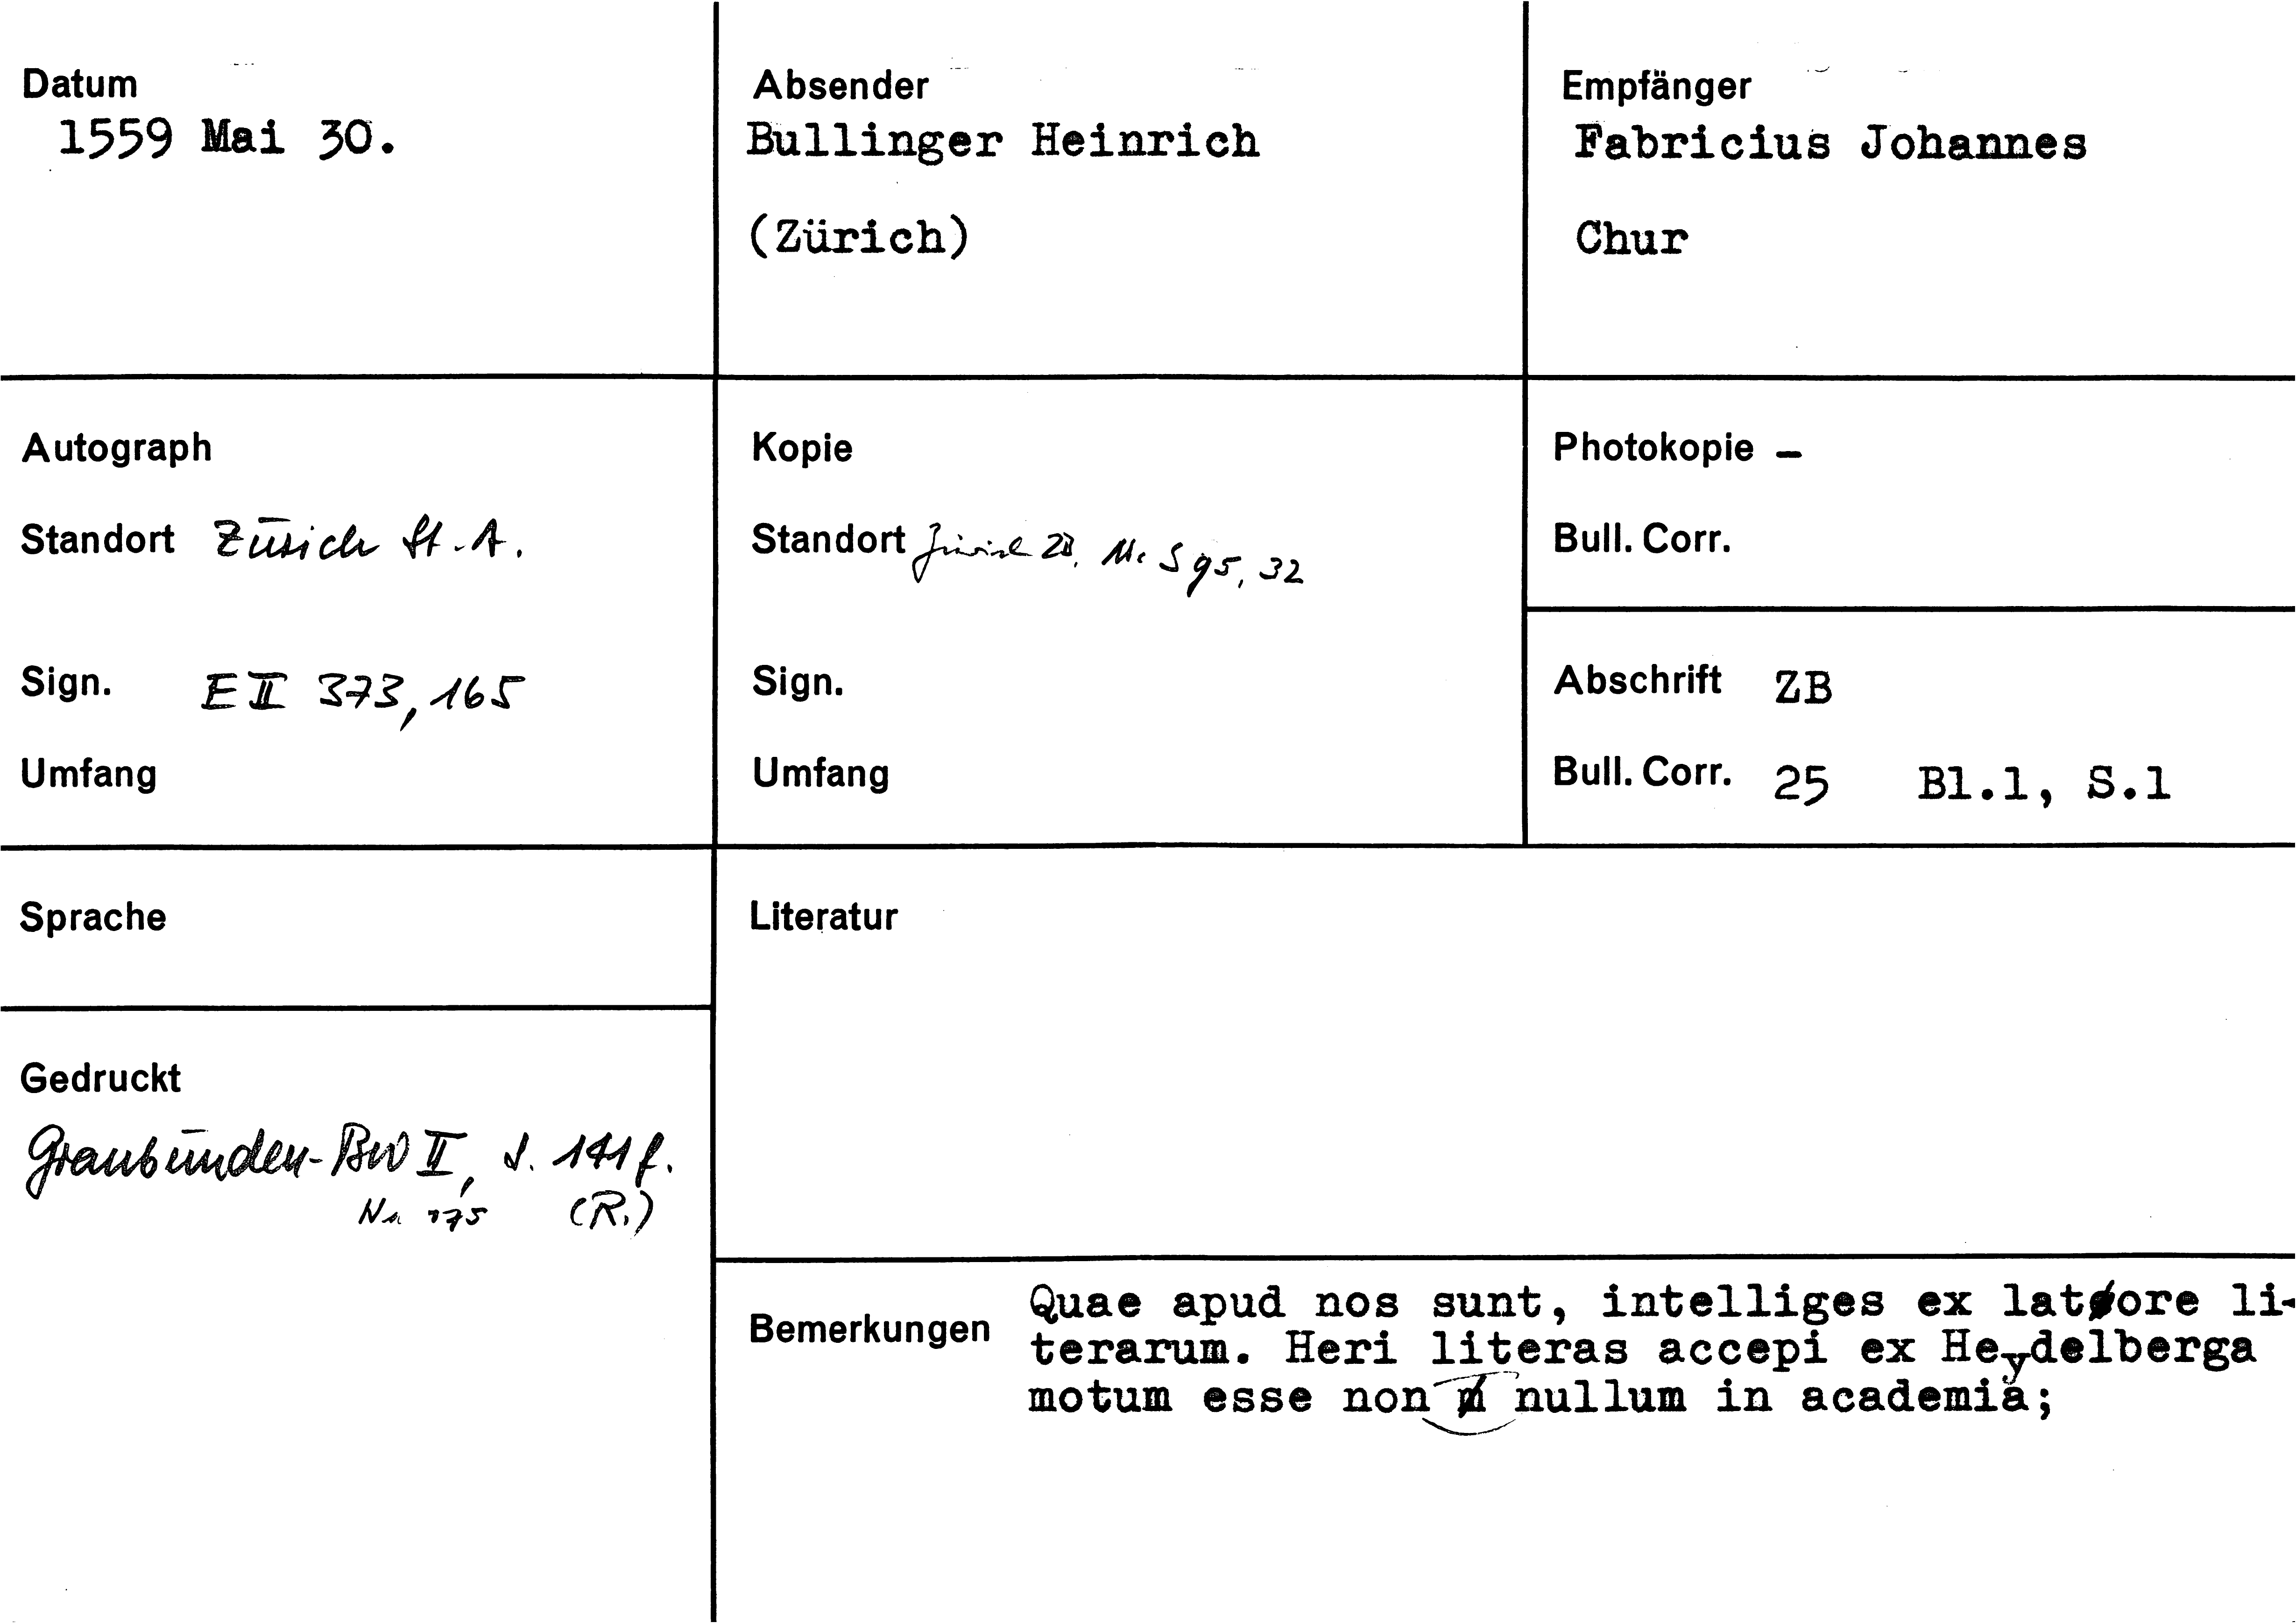 Datum
1559 Mai 30.
Absender
Bullinger Heinrich
(Zürich)
Empfänger
Fabricius Johannes
Chur
Autograph
Standort Zürich St.A.
Sign. E II 373, 165
Umfang
Kopie
Standort Zürich ZB, Ms S 95, 32
Sign.
Umfang
Photokopie –
Bull. Corr.
Abschrift ZB
Bull. Corr. 25 Bl.1, S.1
Sprache
Gedruckt
Graubünden-BW II, S. 141 f.
Nr 175 (R.)
Literatur
Bemerkungen
Quae apud nos sunt, intelliges ex latore li-
terarum. Heri literas accepi ex Heydelberga
motum esse non nullum in academia;